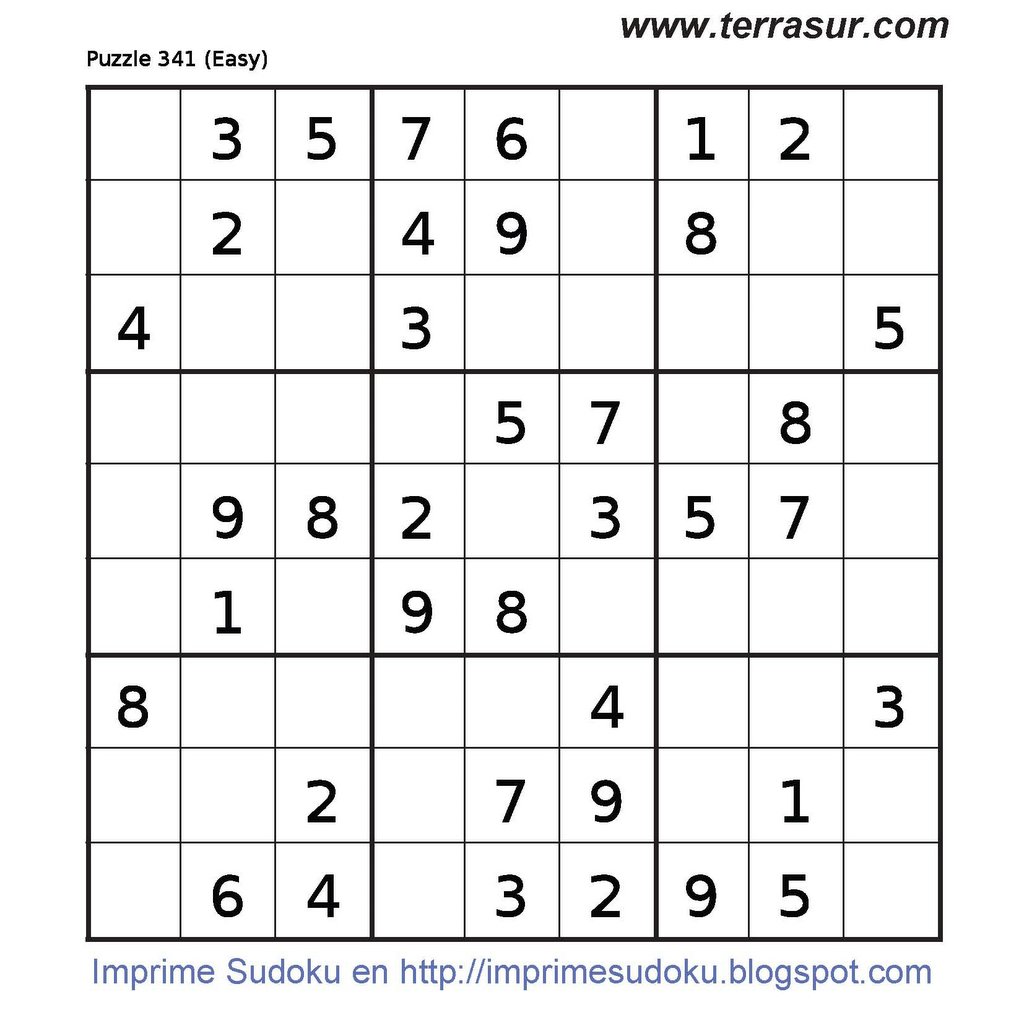 www.terrasur.com
Puzzle 341 (Easy)
3 5 7 6 1 2
2 4 9 8
4 3 5
5 7 8
9 8 2 3 5 7
1 9 8
8 4 3
2 7 9 1
6 4 3 2 9 5
Imprime Sudoku en http://imprimesudoku.blogspot.com